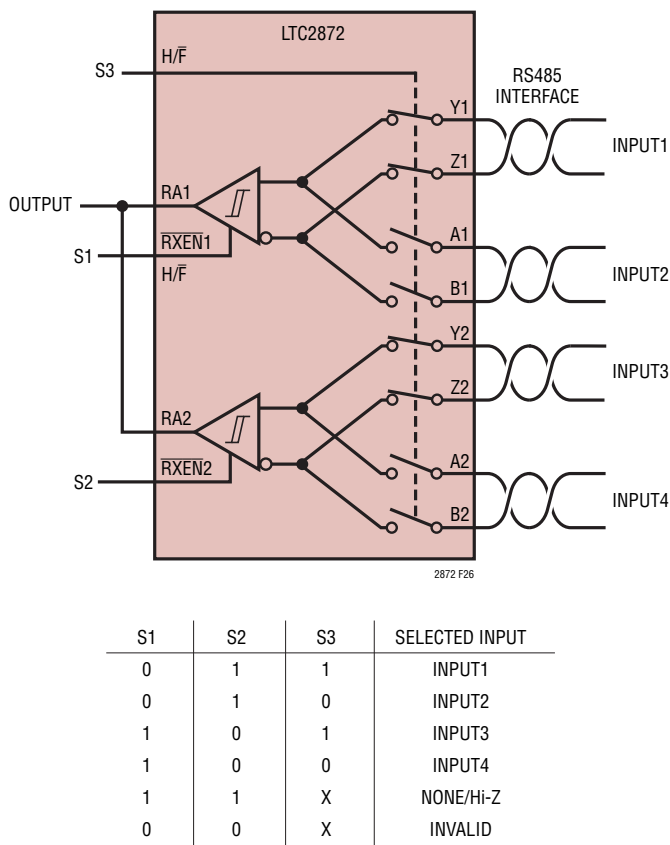 LTC2872
H/F̅
S3
RS485
INTERFACE
Y1
INPUT1
Z1
RA1
OUTPUT
A1
R̅X̅E̅N̅1̅
S1
INPUT2
H/F̅
B1
Y2
INPUT3
Z2
RA2
A2
R̅X̅E̅N̅2̅
S2
INPUT4
B2
2872 F26
S1 S2 S3 SELECTED INPUT
0 1 1 INPUT1
0 1 0 INPUT2
1 0 1 INPUT3
1 0 0 INPUT4
1 1 X NONE/Hi-Z
0 0 X INVALID